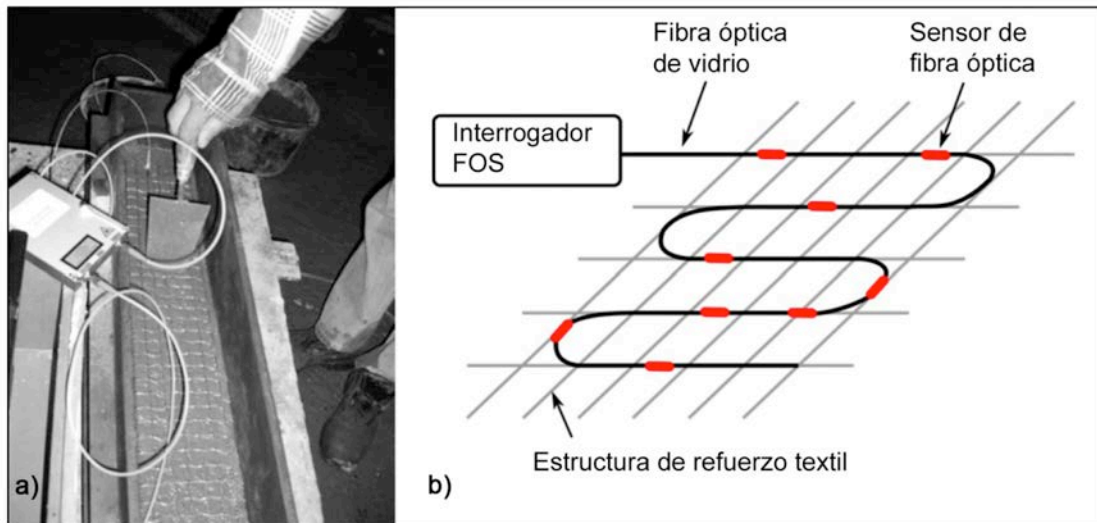 a)
Fibra óptica
de vidrio
Sensor de
fibra óptica
Interrogador
FOS
Estructura de refuerzo textil
b)